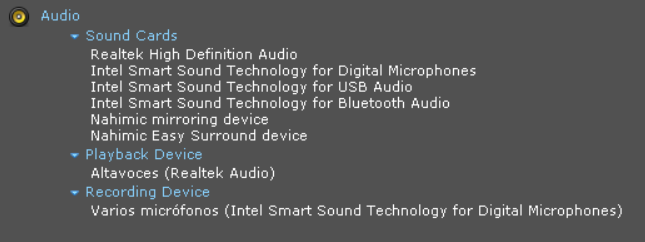 Audio
Sound Cards
Realtek High Definition Audio
Intel Smart Sound Technology for Digital Microphones
Intel Smart Sound Technology for USB Audio
Intel Smart Sound Technology for Bluetooth Audio
Nahimic mirroring device
Nahimic Easy Surround device
Playback Device
Altavoces (Realtek Audio)
Recording Device
Varios micrófonos (Intel Smart Sound Technology for Digital Microphones)